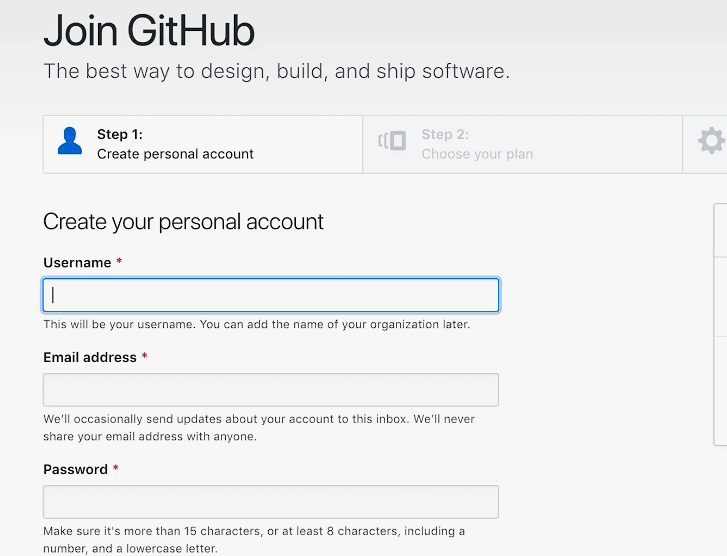 Join GitHub
The best way to design, build, and ship software.
Step 1:
Create personal account
Step 2:
Choose your plan
Create your personal account
Username *
This will be your username. You can add the name of your organization later.
Email address *
We’ll occasionally send updates about your account to this inbox. We’ll never
share your email address with anyone.
Password *
Make sure it's more than 15 characters, or at least 8 characters, including a
number, and a lowercase letter.